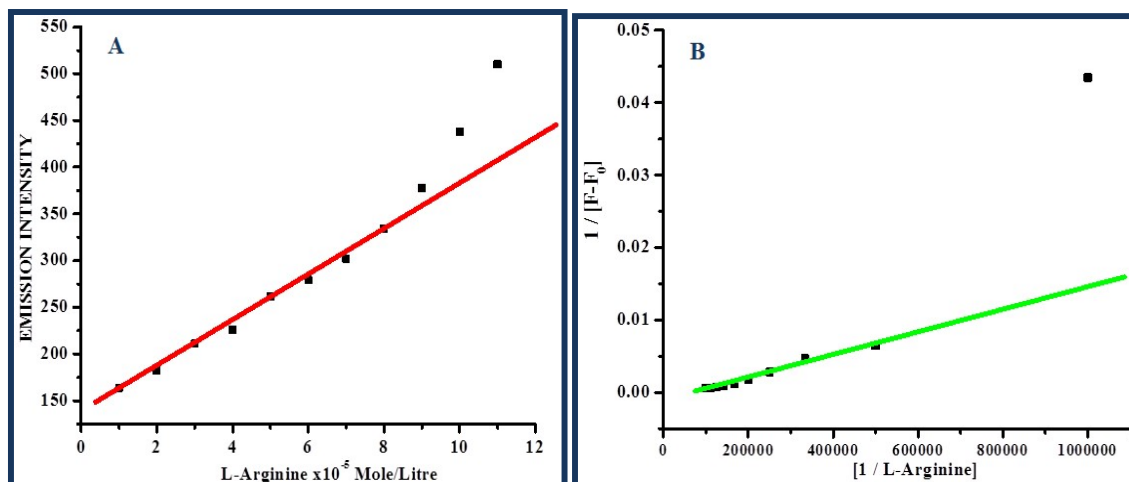 A
EMISSION INTENSITY
550
500
450
400
350
300
250
200
150
0 2 4 6 8 10 12
L-Arginine x10⁻⁵ Mole/Litre
B
1 / [F-F₀]
0.05
0.04
0.03
0.02
0.01
0.00
0 200000 400000 600000 800000 1000000
[1 / L-Arginine]